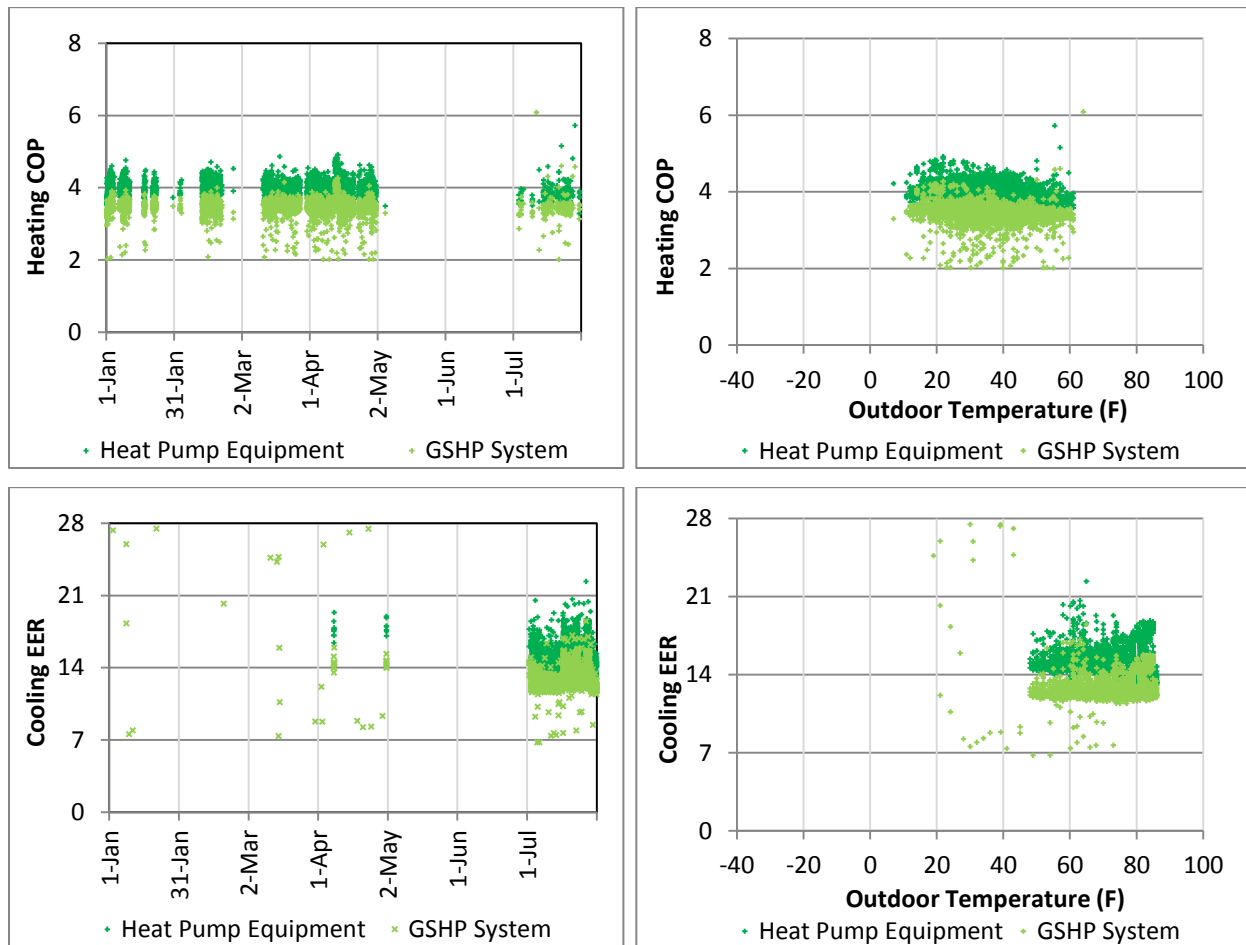 8
6
4
2
0
Heating COP
1-Jan
31-Jan
2-Mar
1-Apr
2-May
1-Jun
1-Jul
Heat Pump Equipment
GSHP System
8
6
4
2
0
Heating COP
-40 -20 0 20 40 60 80 100
Outdoor Temperature (F)
Heat Pump Equipment
GSHP System
28
21
14
7
0
Cooling EER
1-Jan
31-Jan
2-Mar
1-Apr
2-May
1-Jun
1-Jul
Heat Pump Equipment
GSHP System
28
21
14
7
0
Cooling EER
-40 -20 0 20 40 60 80 100
Outdoor Temperature (F)
Heat Pump Equipment
GSHP System